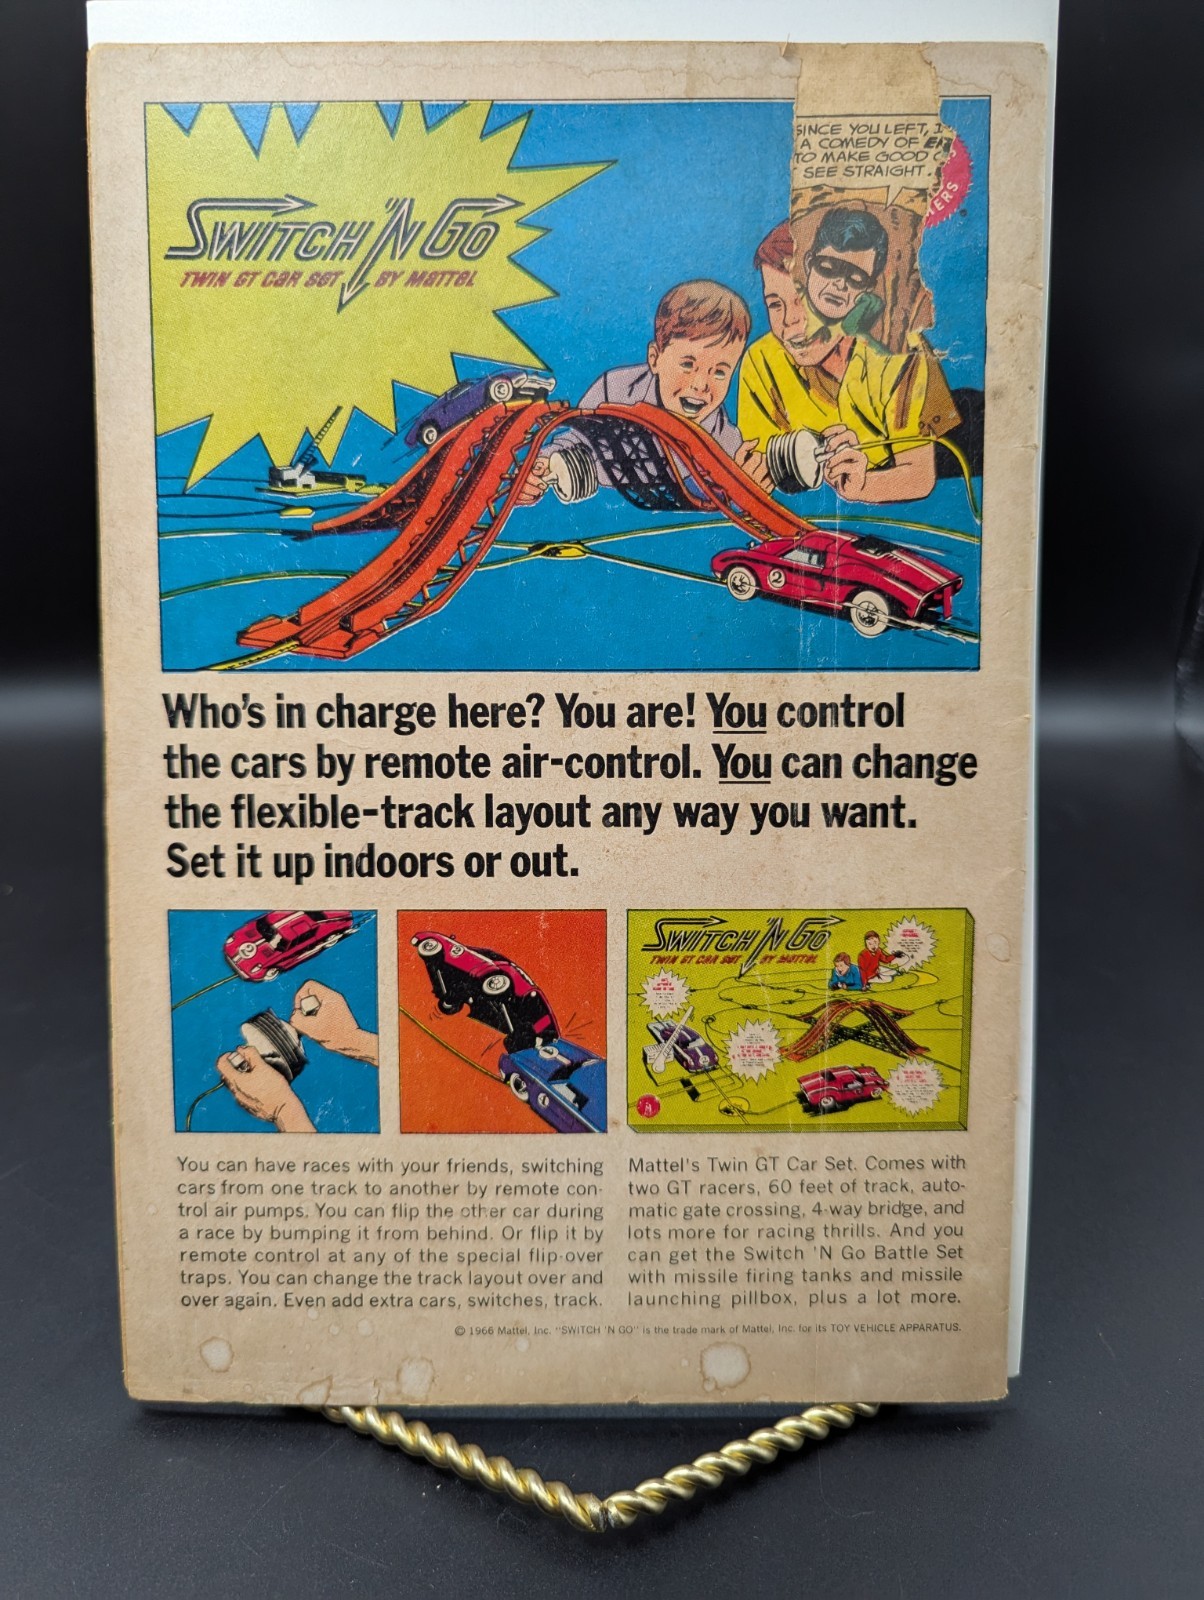 SINCE YOU LEFT,
A COMEDY OF
TO MAKE GOOD
SEE STRAIGHT.
SWITCH 'N GO
TWIN GT CAR SET BY MATTEL
2
Who's in charge here? You are! You control
the cars by remote air-control. You can change
the flexible-track layout any way you want.
Set it up indoors or out.
2
SWITCH 'N GO
TWIN GT CAR SET BY MATTEL
You can have races with your friends, switching
cars from one track to another by remote con-
trol air pumps. You can flip the other car during
a race by bumping it from behind. Or flip it by
remote control at any of the special flip-over
traps. You can change the track layout over and
over again. Even add extra cars, switches, track.
Mattel's Twin GT Car Set. Comes with
two GT racers, 60 feet of track, auto-
matic gate crossing, 4-way bridge, and
lots more for racing thrills. And you
can get the Switch 'N Go Battle Set
with missile firing tanks and missile
launching pillbox, plus a lot more.
© 1966 Mattel, Inc. "SWITCH 'N GO" is the trade mark of Mattel, Inc. for its TOY VEHICLE APPARATUS.